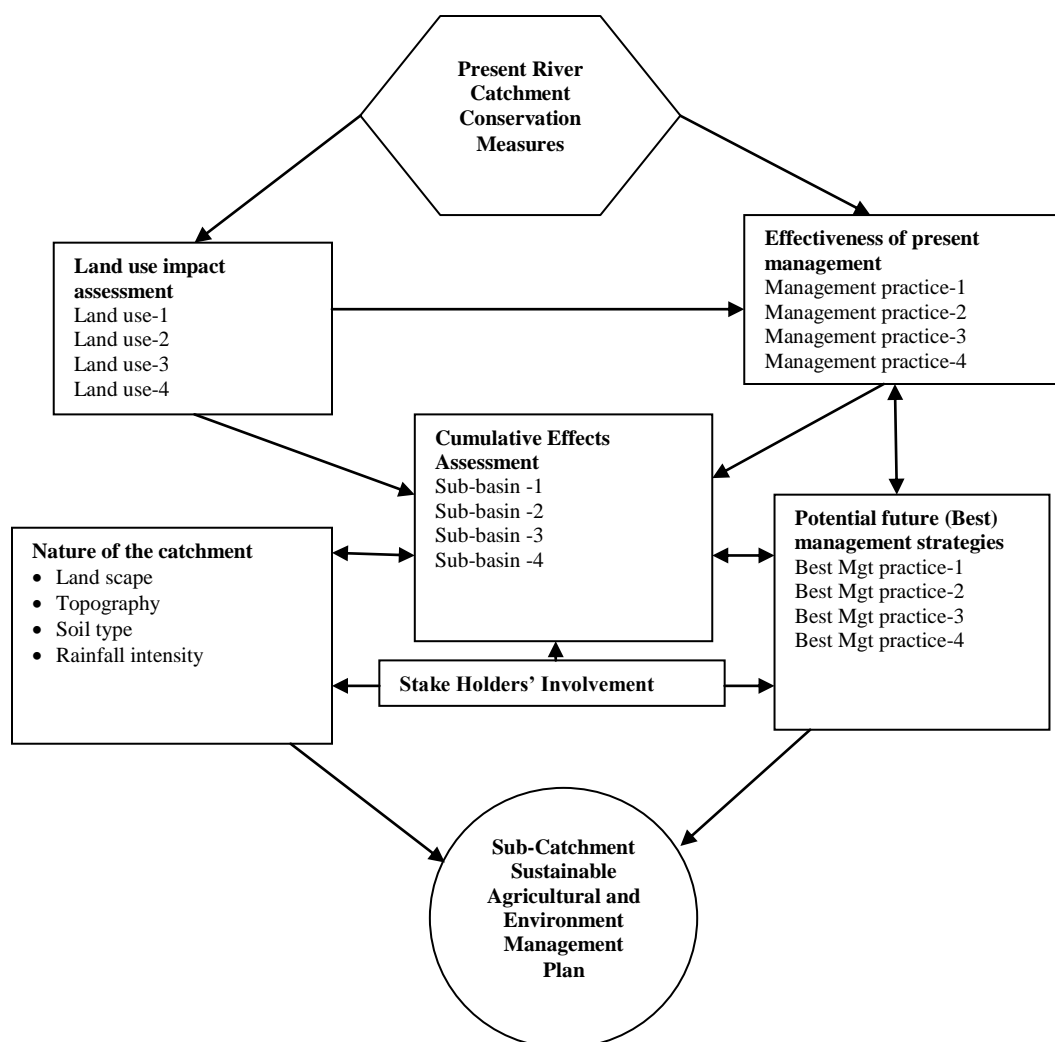 Present River
Catchment
Conservation
Measures
Land use impact
assessment
Land use-1
Land use-2
Land use-3
Land use-4
Effectiveness of present
management
Management practice-1
Management practice-2
Management practice-3
Management practice-4
Cumulative Effects
Assessment
Sub-basin -1
Sub-basin -2
Sub-basin -3
Sub-basin -4
Nature of the catchment
• Land scape
• Topography
• Soil type
• Rainfall intensity
Potential future (Best)
management strategies
Best Mgt practice-1
Best Mgt practice-2
Best Mgt practice-3
Best Mgt practice-4
Stake Holders’ Involvement
Sub-Catchment
Sustainable
Agricultural and
Environment
Management
Plan